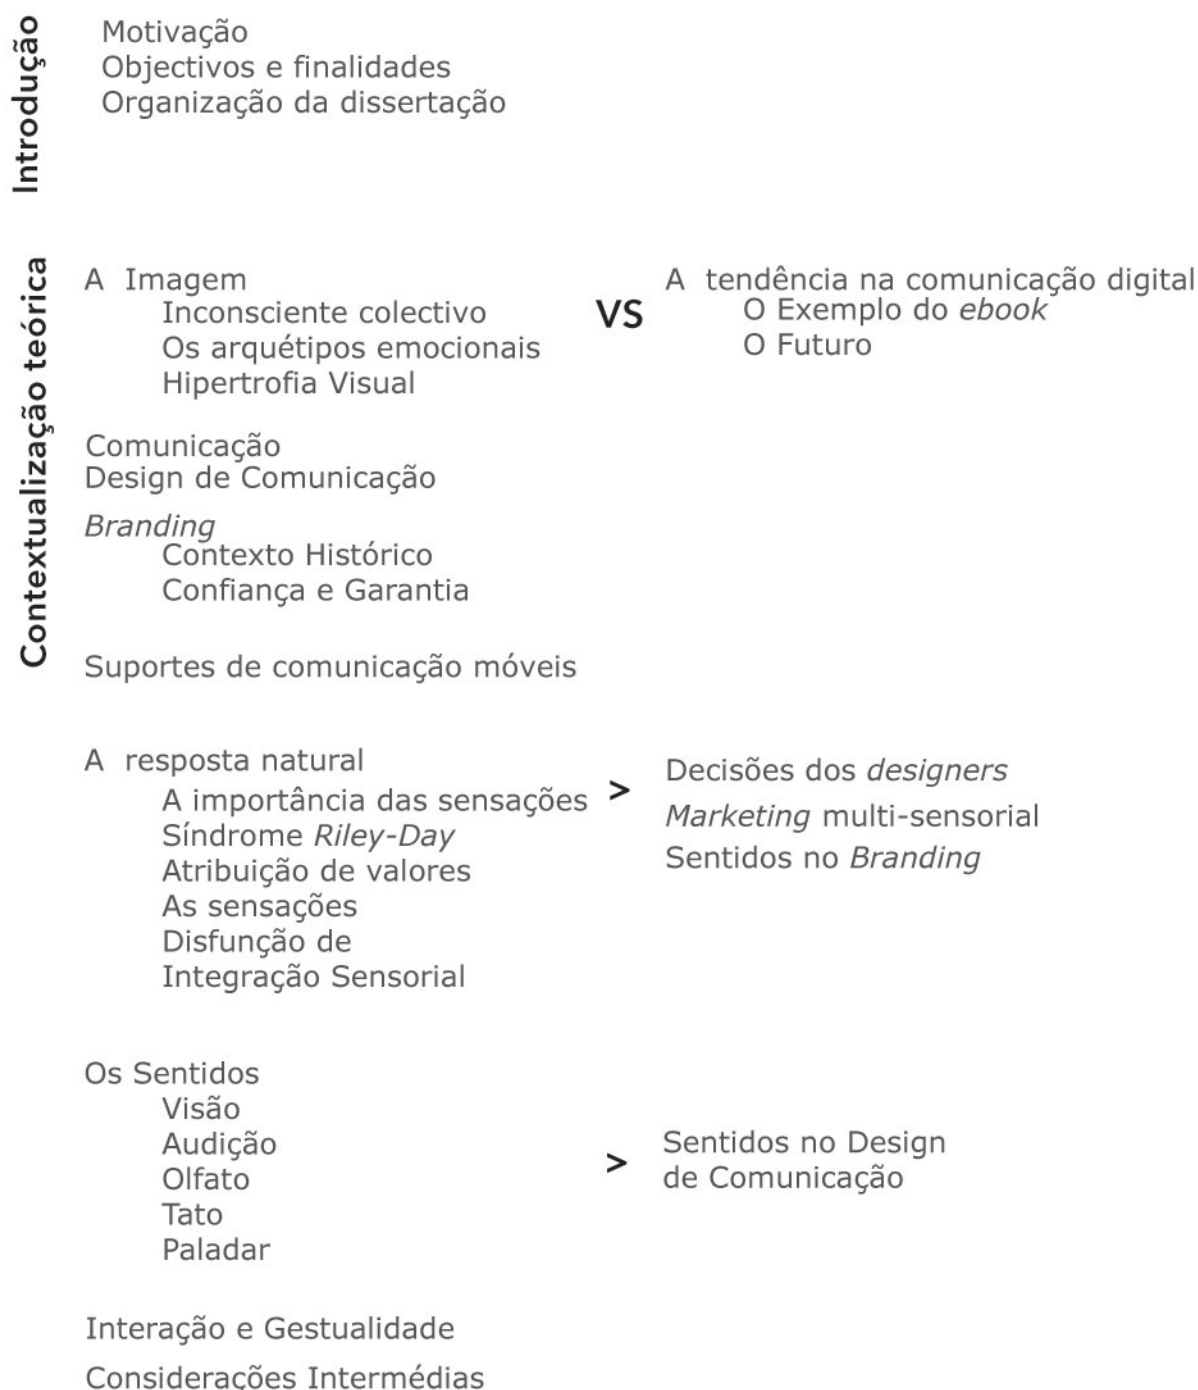 Introdução
Motivação
Objectivos e finalidades
Organização da dissertação
Contextualização teórica
A Imagem
Inconsciente colectivo
Os arquétipos emocionais
Hipertrofia Visual
VS
A tendência na comunicação digital
O Exemplo do ebook
O Futuro
Comunicação
Design de Comunicação
Branding
Contexto Histórico
Confiança e Garantia
Suportes de comunicação móveis
A resposta natural
A importância das sensações
Síndrome Riley-Day
Atribuição de valores
As sensações
Disfunção de
Integração Sensorial
>
Decisões dos designers
Marketing multi-sensorial
Sentidos no Branding
Os Sentidos
Visão
Audição
Olfato
Tato
Paladar
>
Sentidos no Design
de Comunicação
Interação e Gestualidade
Considerações Intermédias